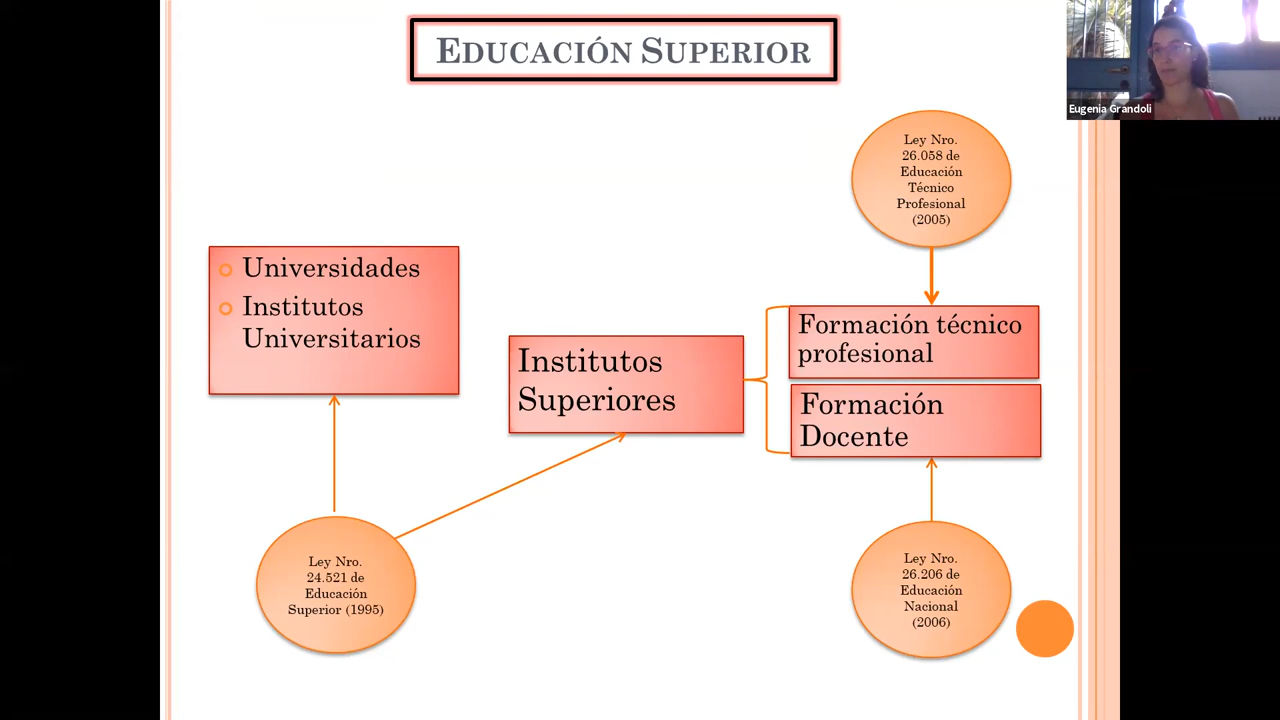 EDUCACIÓN SUPERIOR
Eugenia Grandoli
Ley Nro.
26.058 de
Educación
Técnico
Profesional
(2005)
Universidades
Institutos
Universitarios
Institutos
Superiores
Formación técnico
profesional
Formación
Docente
Ley Nro.
24.521 de
Educación
Superior (1995)
Ley Nro.
26.206 de
Educación
Nacional
(2006)